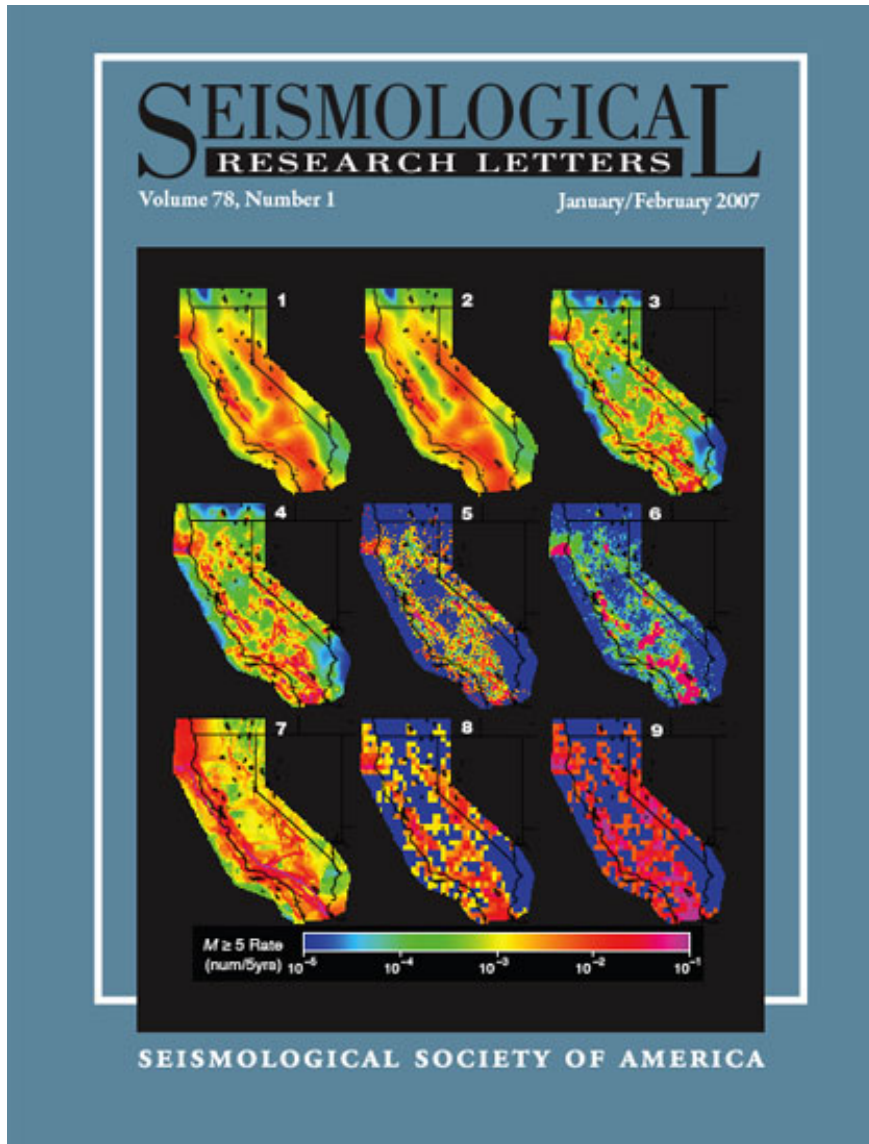 SEISMOLOGICAL
RESEARCH LETTERS
Volume 78, Number 1 January/February 2007
1 2 3
4 5 6
7 8 9
M ≥ 5 Rate
(num/5yrs) 10⁻⁵ 10⁻⁴ 10⁻³ 10⁻² 10⁻¹
SEISMOLOGICAL SOCIETY OF AMERICA